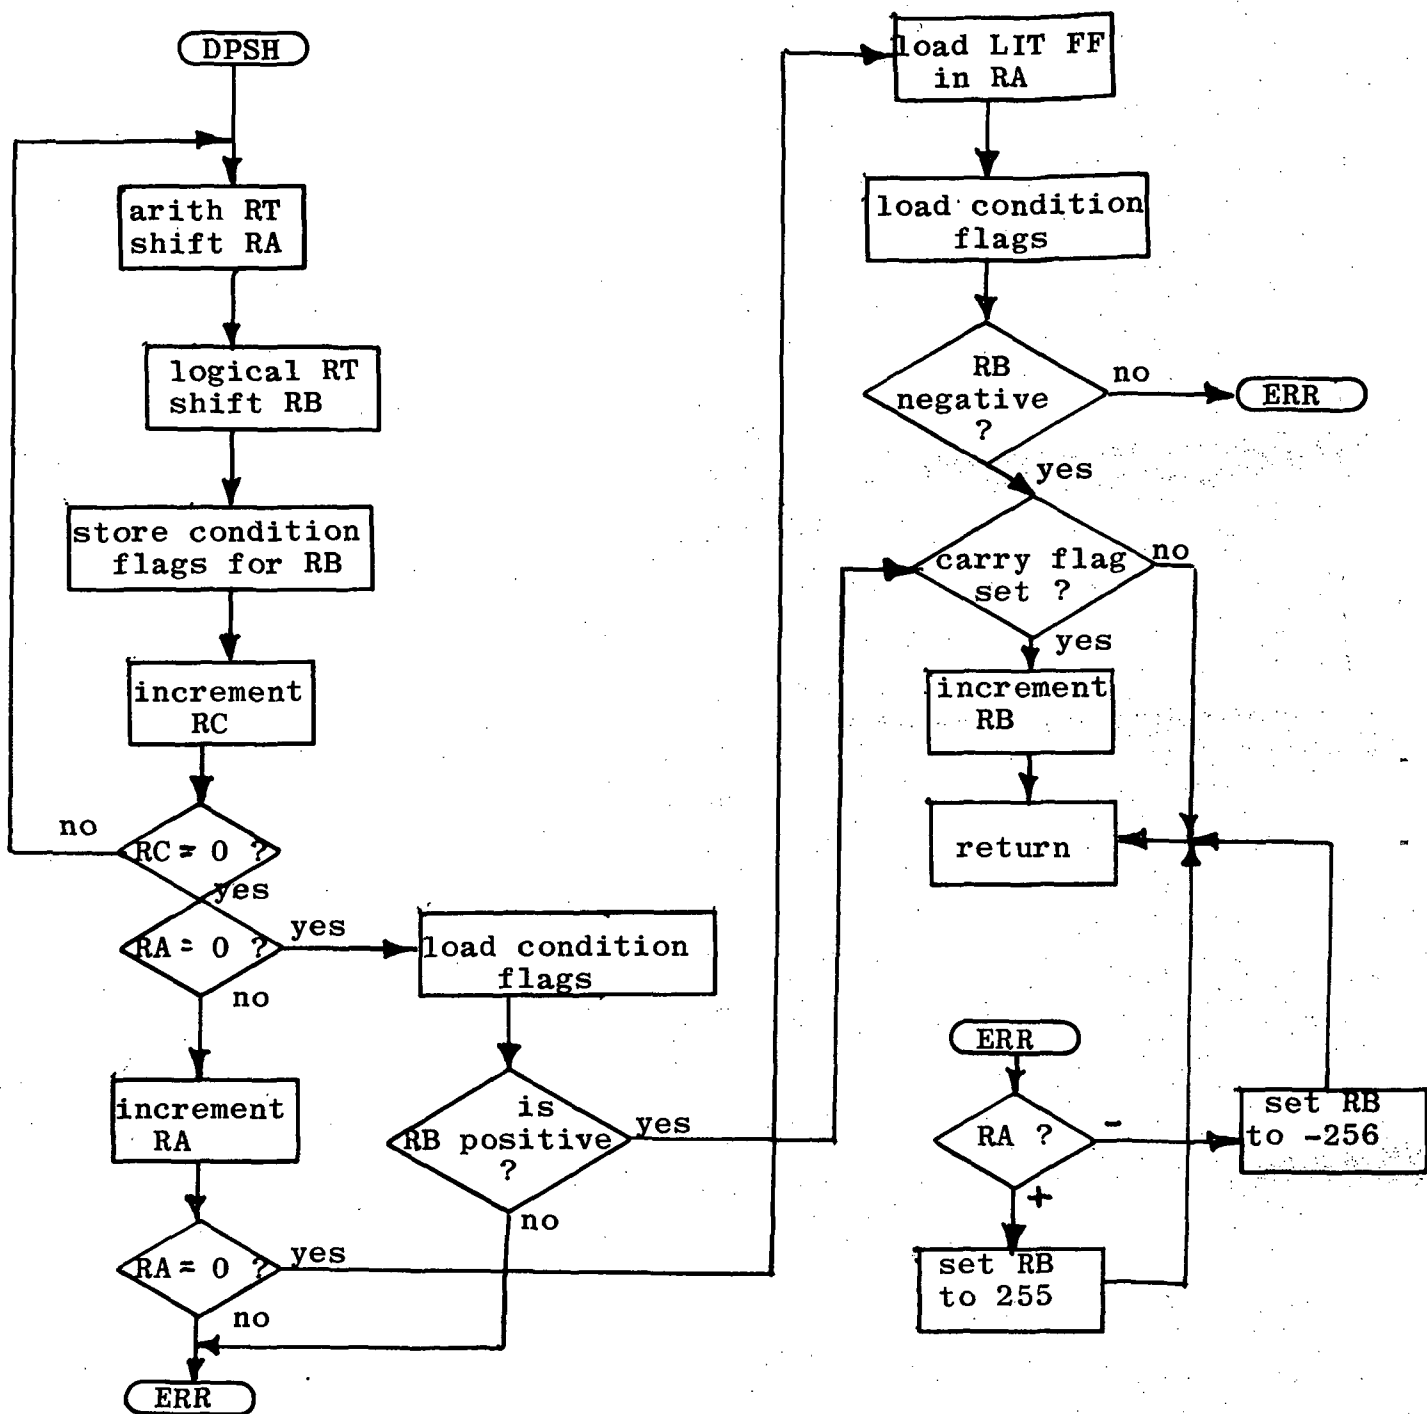 DPSH
arith RT
shift RA
logical RT
shift RB
store condition
flags for RB
increment
RC
no
RC = 0 ?
yes
RA = 0 ?
yes
no
load condition
flags
increment
RA
is
RB positive
?
yes
no
RA = 0 ?
yes
no
ERR
load LIT FF
in RA
load condition
flags
RB
negative
?
no
ERR
yes
carry flag
set ?
no
yes
increment
RB
return
ERR
RA ?
-
set RB
to -256
+
set RB
to 255